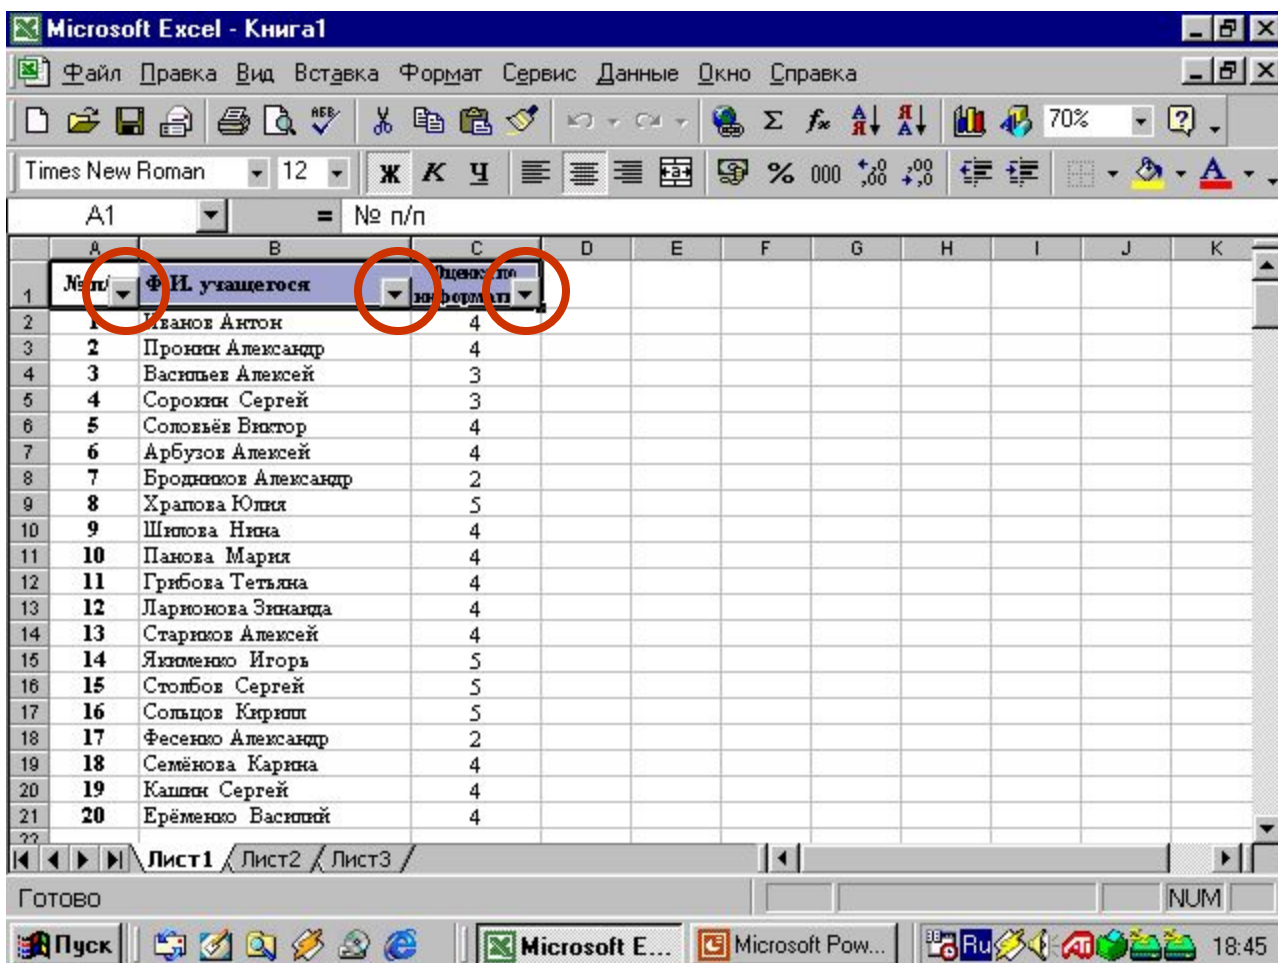 Microsoft Excel - Книга1
Файл Правка Вид Вставка Формат Сервис Данные Окно Справка
70%
Times New Roman 12 Ж К Ч % 000
A1 = № п/п
A B C D E F G H I J K
№ п/ Ф.И. учащегося Оценка по
1 информати
2 1 Иванов Антон 4
3 2 Пронин Александр 4
4 3 Васильев Алексей 3
5 4 Сорокин Сергей 3
6 5 Соловьёв Виктор 4
7 6 Арбузов Алексей 4
8 7 Бродников Александр 2
9 8 Храпова Юлия 5
10 9 Шилова Нина 4
11 10 Панова Мария 4
12 11 Грибова Тетьяна 4
13 12 Ларионова Зинаида 4
14 13 Стариков Алексей 4
15 14 Якименко Игорь 5
16 15 Столбов Сергей 5
17 16 Сольцов Кирилл 5
18 17 Фесенко Александр 2
19 18 Семёнова Карина 4
20 19 Кашин Сергей 4
21 20 Ерёменко Василий 4
22
Лист1 Лист2 Лист3
Готово NUM
Пуск Microsoft E... Microsoft Pow... Ru 18:45